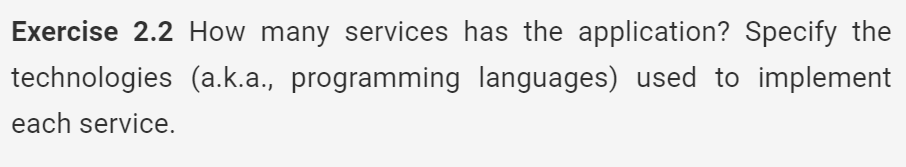 Exercise 2.2 How many services has the application? Specify the
technologies (a.k.a., programming languages) used to implement
each service.